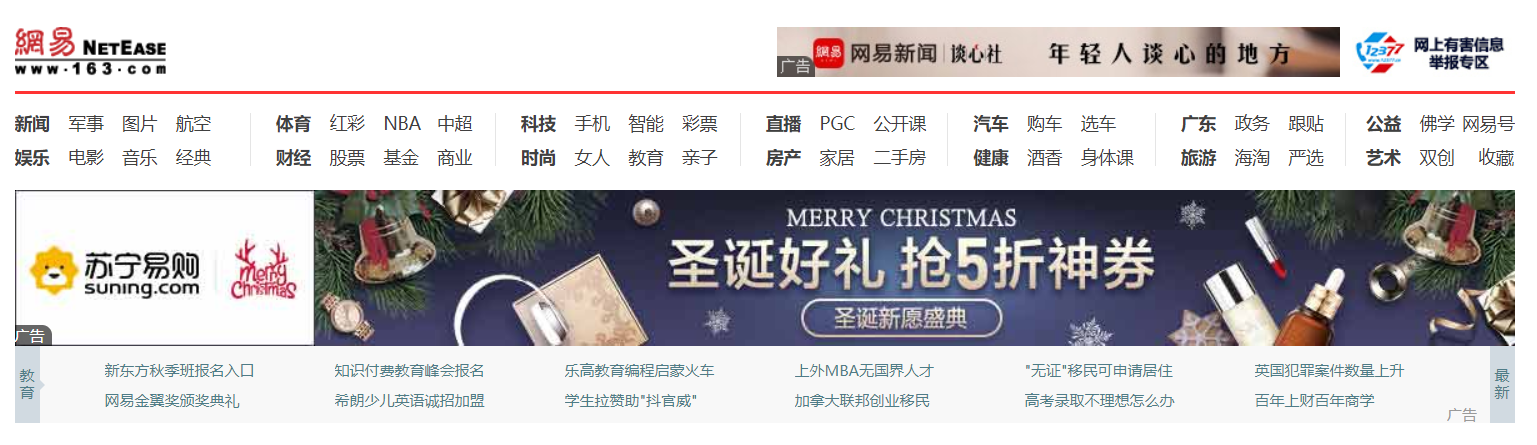 網易 NETEASE
www.163.com
广告
網易 网易新闻 谈心社 年轻人谈心的地方
12377 网上有害信息
举报专区
新闻 军事 图片 航空 体育 红彩 NBA 中超 科技 手机 智能 彩票 直播 PGC 公开课 汽车 购车 选车 广东 政务 跟贴 公益 佛学 网易号
娱乐 电影 音乐 经典 财经 股票 基金 商业 时尚 女人 教育 亲子 房产 家居 二手房 健康 酒香 身体课 旅游 海淘 严选 艺术 双创 收藏
苏宁易购
suning.com
Merry
Christmas
MERRY CHRISTMAS
圣诞好礼 抢5折神券
圣诞新愿盛典
广告
教育
新东方秋季班报名入口 知识付费教育峰会报名 乐高教育编程启蒙火车 上外MBA无国界人才 "无证"移民可申请居住 英国犯罪案件数量上升
网易金翼奖颁奖典礼 希朗少儿英语诚招加盟 学生拉赞助"抖官威" 加拿大联邦创业移民 高考录取不理想怎么办 百年上财百年商学
最新
广告